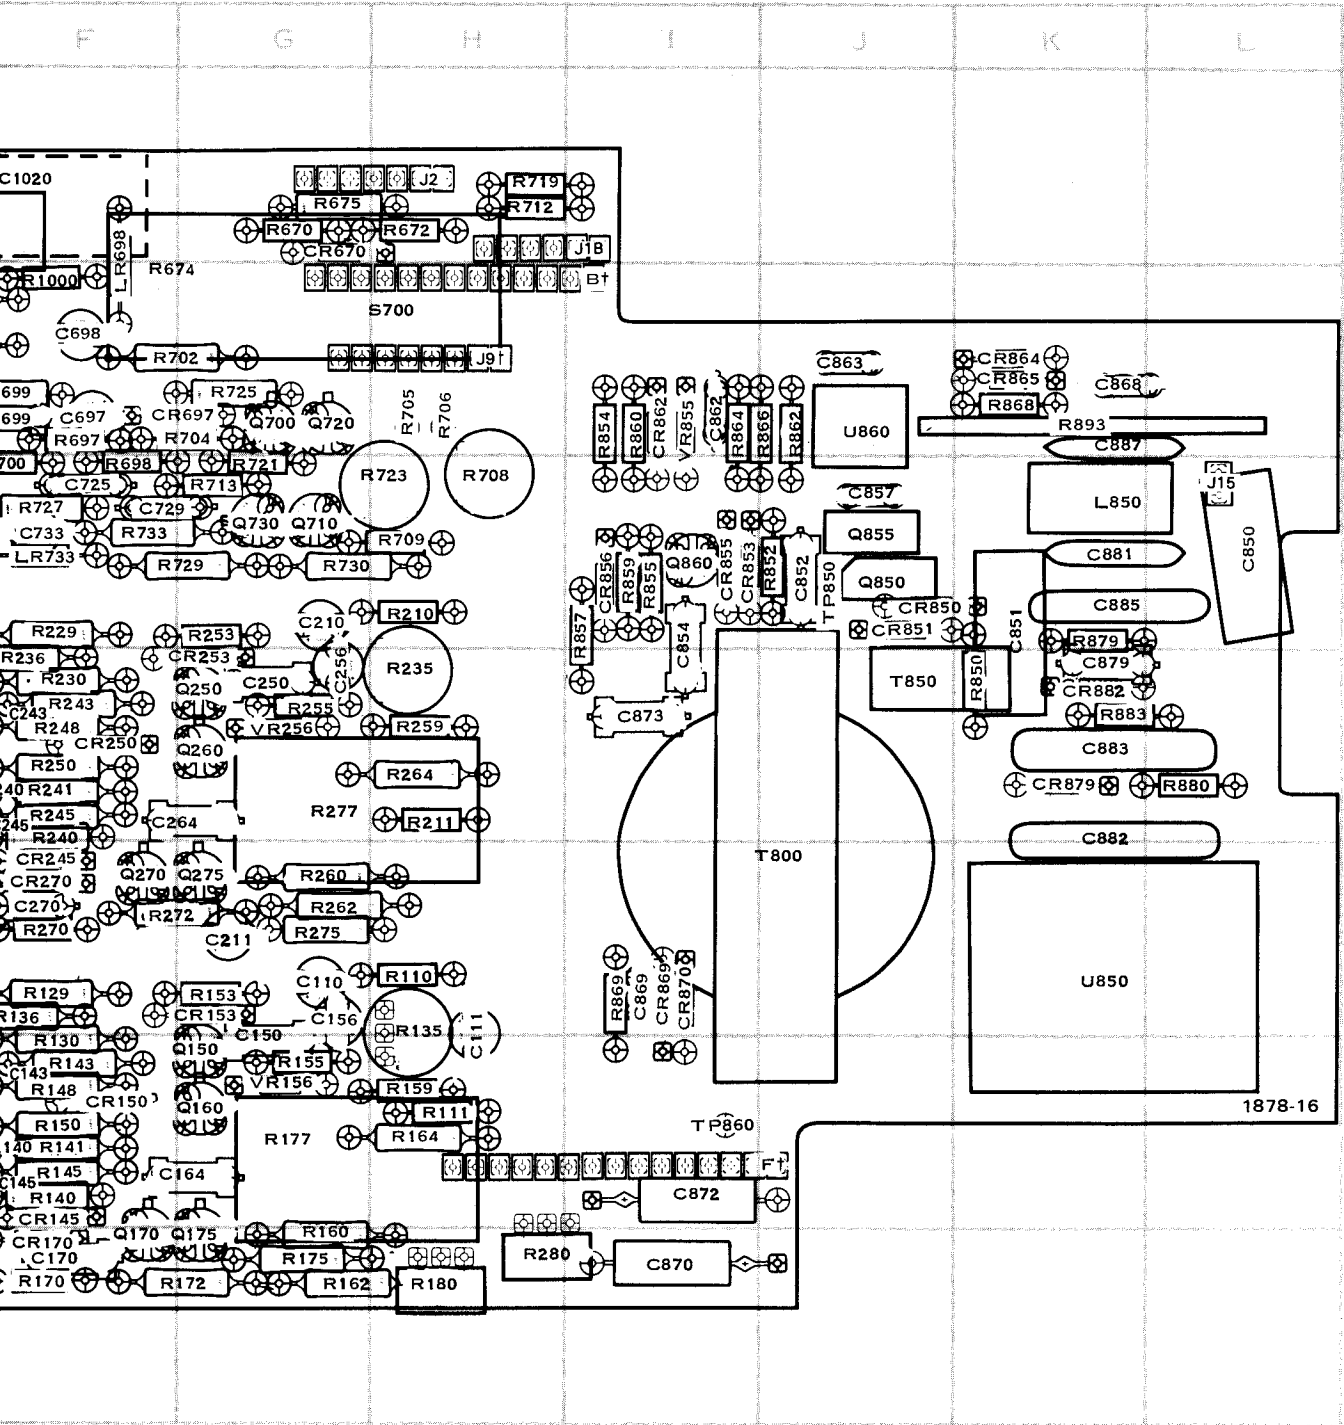 F G H I J K L
C1020
J2
R719
R675
R712
R670 R672
CR670
J1B
LR698
R674
R1000
B†
S700
C698
R702
J9†
C863
CR864
CR865
C868
699
R725
R705
R706
R868
C697
CR697
Q700 Q720
R854
R860
CR862
VR855
C862
R864
R866
R862
U860
R893
699
R697
R704
C887
700
R698
R721
R723
R708
C725
R713
J15
C857
L850
R727
C729
Q730 Q710
C733
R733
R709
Q855
C850
LR733
R729
R730
CR856
R859
R855
Q860
CR855
CR853
R852
C852
TP850
Q850
C881
R857
C854
CR850
C851
C885
R210
C210
CR851
R229
R253
R879
R236
CR253
C256
R235
C879
R230
Q250
C250
T850
R850
CR882
R243
R255
C243
R248
VR256
R259
C873
R883
CR250
Q260
C883
R250
R264
240 R241
R277
CR879
R880
R245
C264
R211
C245
R240
C882
CR245
T800
CR270
Q270 Q275
R260
C270
R272
R262
R270
R275
C211
R110
C110
R869
C869
CR869
CR870
U850
R129
R153
R136
CR153
C156
R135
C111
R130
Q150
C150
R143
R155
C143
R148
VR156
R159
CR150
Q160
R111
1878-16
R150
TP860
140 R141
R177
R164
R145
C164
F†
C145
R140
C872
CR145
Q170 Q175
R160
CR170
C170
R175
R280
C870
R170
R172
R162
R180